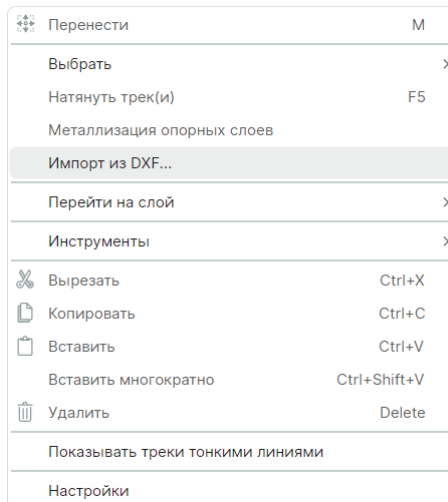 Перенести M
Выбрать
Натянуть трек(и) F5
Металлизация опорных слоев
Импорт из DXF...
Перейти на слой
Инструменты
Вырезать Ctrl+X
Копировать Ctrl+C
Вставить Ctrl+V
Вставить многократно Ctrl+Shift+V
Удалить Delete
Показывать треки тонкими линиями
Настройки